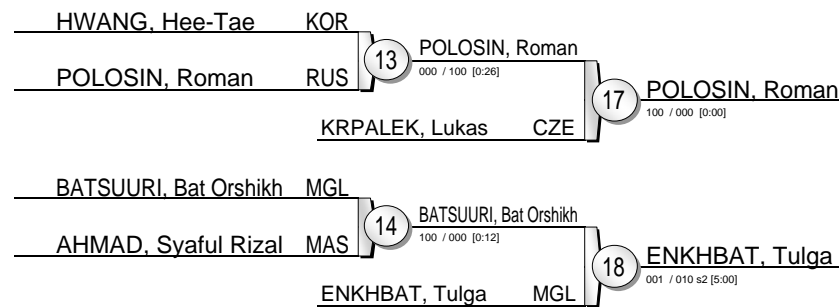 HWANG, Hee-Tae KOR
13 POLOSIN, Roman
000 / 100 [0:26]
POLOSIN, Roman RUS
17 POLOSIN, Roman
100 / 000 [0:00]
KRPALEK, Lukas CZE
BATSUURI, Bat Orshikh MGL
14 BATSUURI, Bat Orshikh
100 / 000 [0:12]
AHMAD, Syaful Rizal MAS
18 ENKHBAT, Tulga
001 / 010 s2 [5:00]
ENKHBAT, Tulga MGL